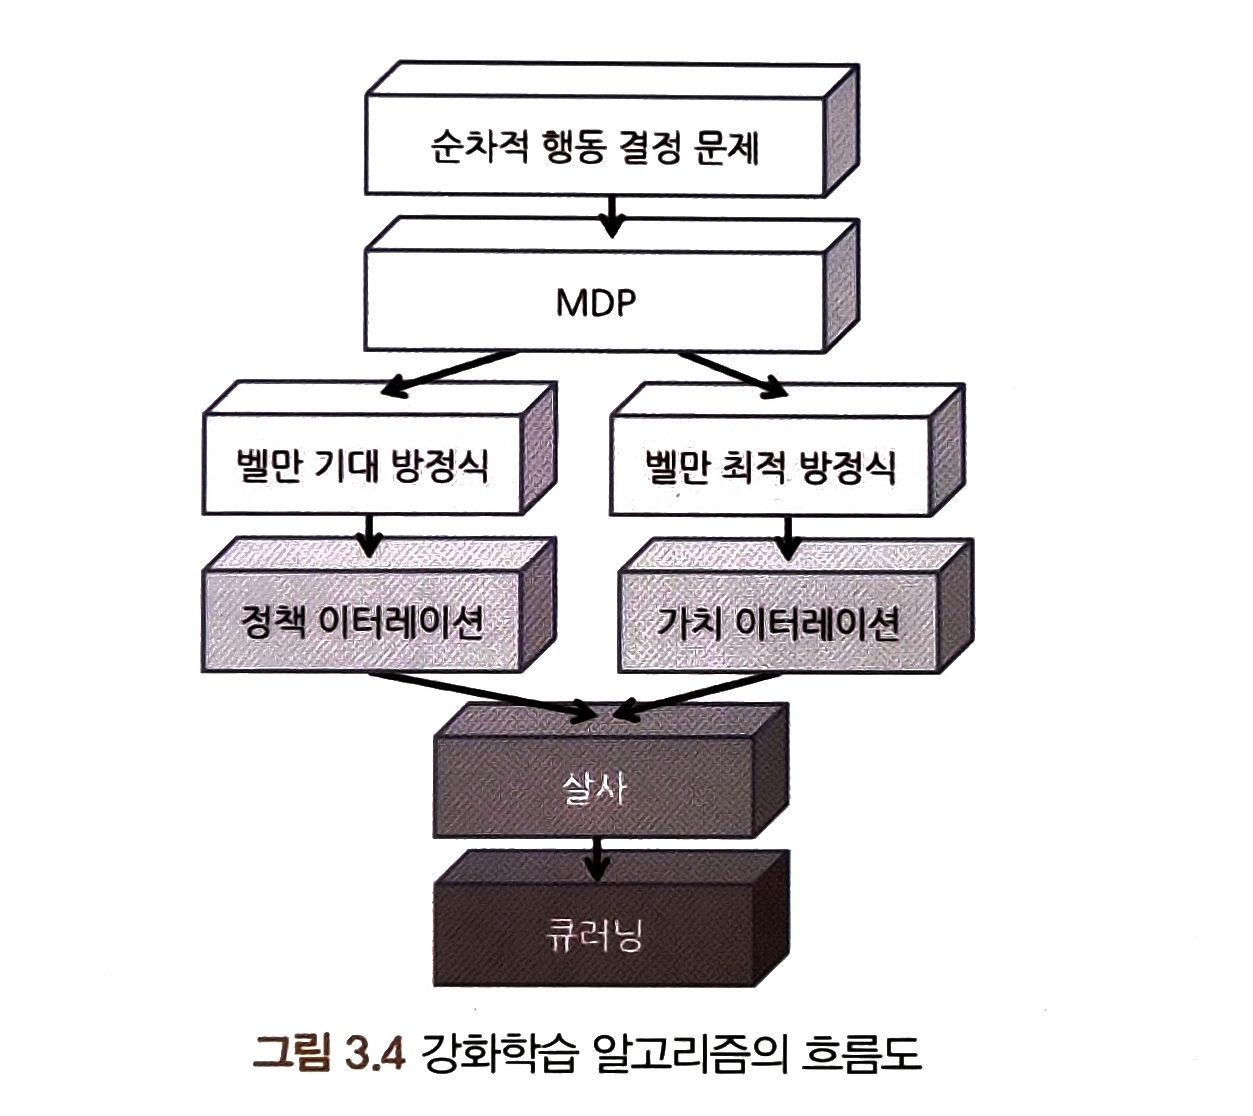 순차적 행동 결정 문제
MDP
벨만 기대 방정식
벨만 최적 방정식
정책 이터레이션
가치 이터레이션
살사
큐러닝
그림 3.4 강화학습 알고리즘의 흐름도